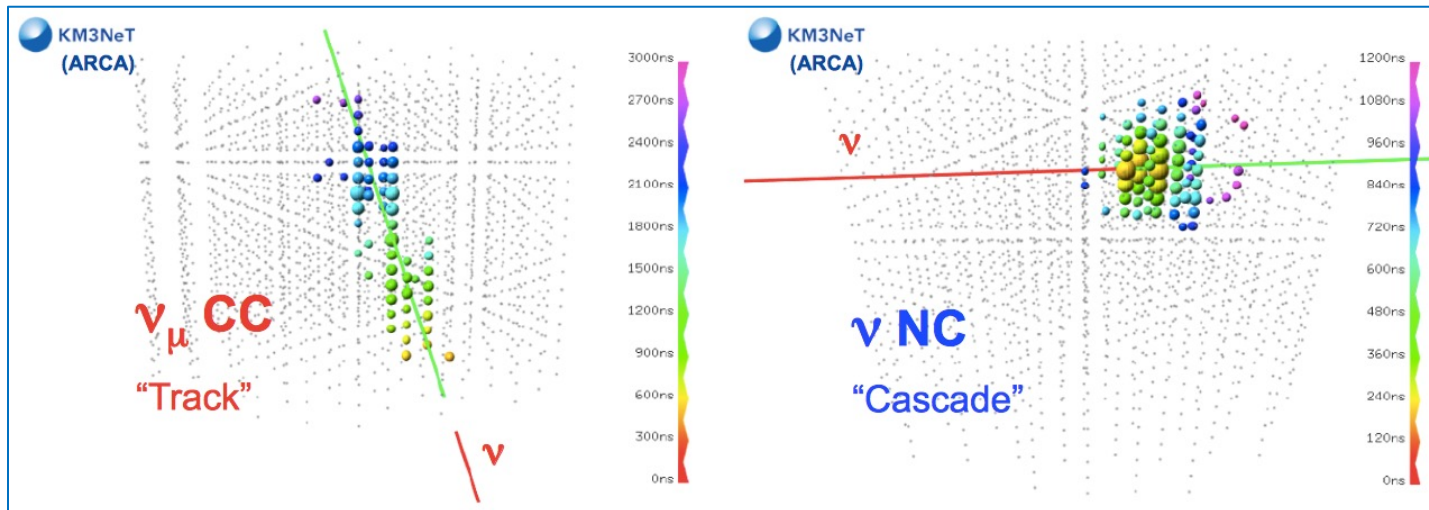 KM3NeT
(ARCA)
3000ns
2700ns
2400ns
2100ns
1800ns
1500ns
1200ns
900ns
600ns
300ns
0ns
νμ CC
“Track”
ν
KM3NeT
(ARCA)
1200ns
1080ns
960ns
840ns
720ns
600ns
480ns
360ns
240ns
120ns
0ns
ν
ν NC
“Cascade”